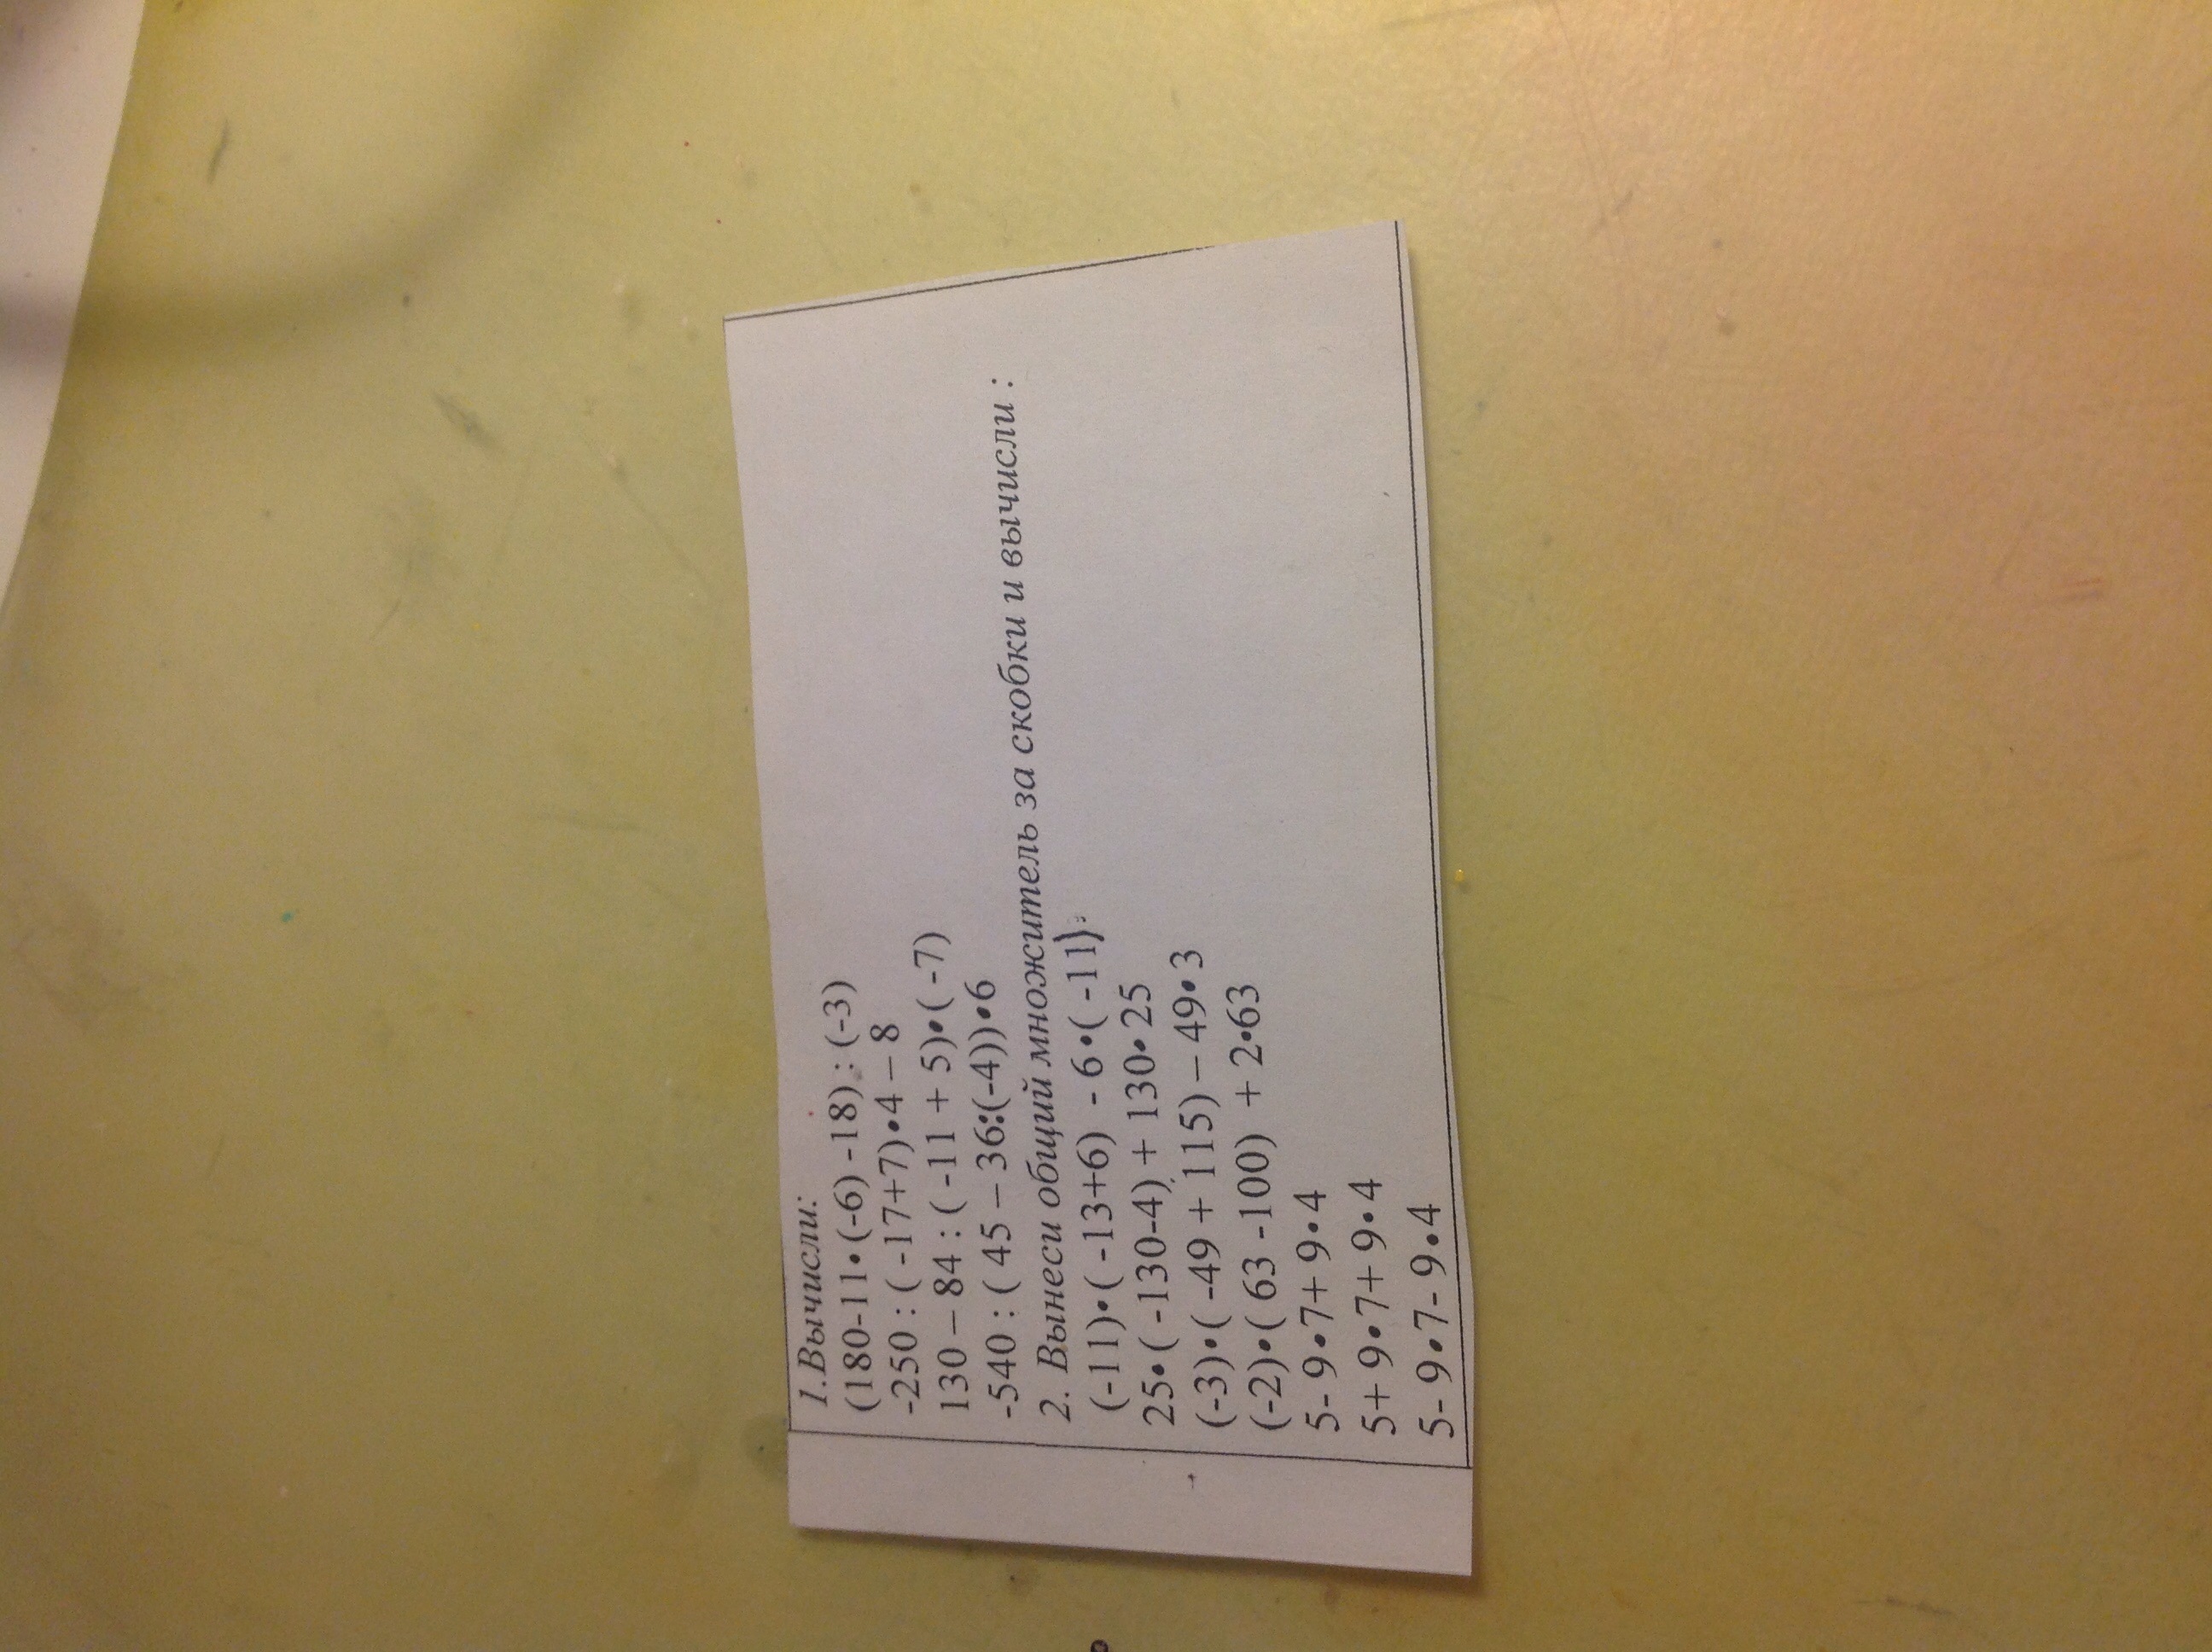 1.Вычисли:
(180-11•(-6) -18) : (-3)
-250 : ( -17+7)•4 – 8
130 – 84 : ( -11 + 5)•( -7)
-540 : ( 45 – 36:(-4))•6
2. Вынеси общий множитель за скобки и вычисли :
(-11)•( -13+6) - 6•( -11)
25•( -130-4) + 130•25
(-3)•( -49 + 115) – 49•3
(-2)•( 63 -100) + 2•63
5- 9•7+ 9•4
5+ 9•7+ 9•4
5- 9•7- 9•4